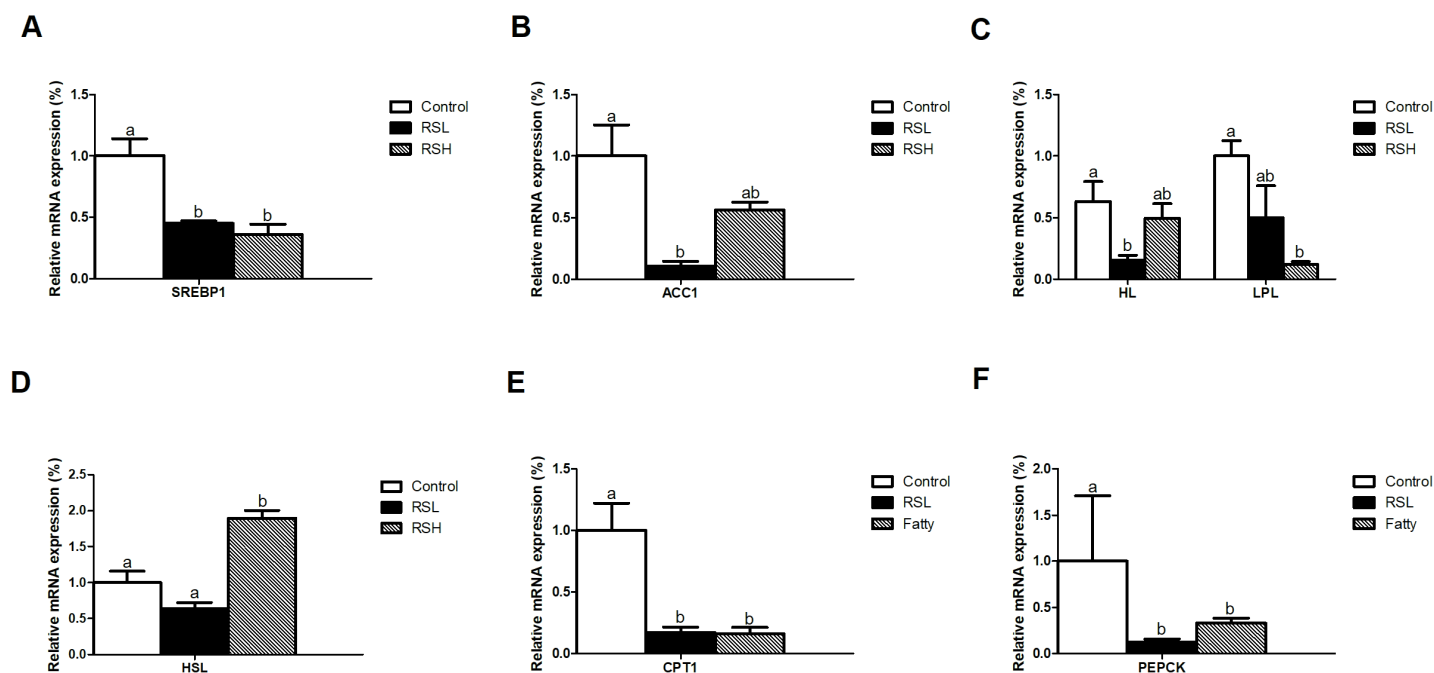 A
Relative mRNA expression (%)
1.5
1.0
0.5
0.0
a
b
b
SREBP1
Control
RSL
RSH
B
Relative mRNA expression (%)
1.5
1.0
0.5
0.0
a
b
ab
ACC1
Control
RSL
RSH
C
Relative mRNA expression (%)
1.5
1.0
0.5
0.0
a
b
ab
a
ab
b
HL
LPL
Control
RSL
RSH
D
Relative mRNA expression (%)
2.5
2.0
1.5
1.0
0.5
0.0
a
a
b
HSL
Control
RSL
RSH
E
Relative mRNA expression (%)
1.5
1.0
0.5
0.0
a
b
b
CPT1
Control
RSL
Fatty
F
Relative mRNA expression (%)
2.0
1.5
1.0
0.5
0.0
a
b
b
PEPCK
Control
RSL
Fatty